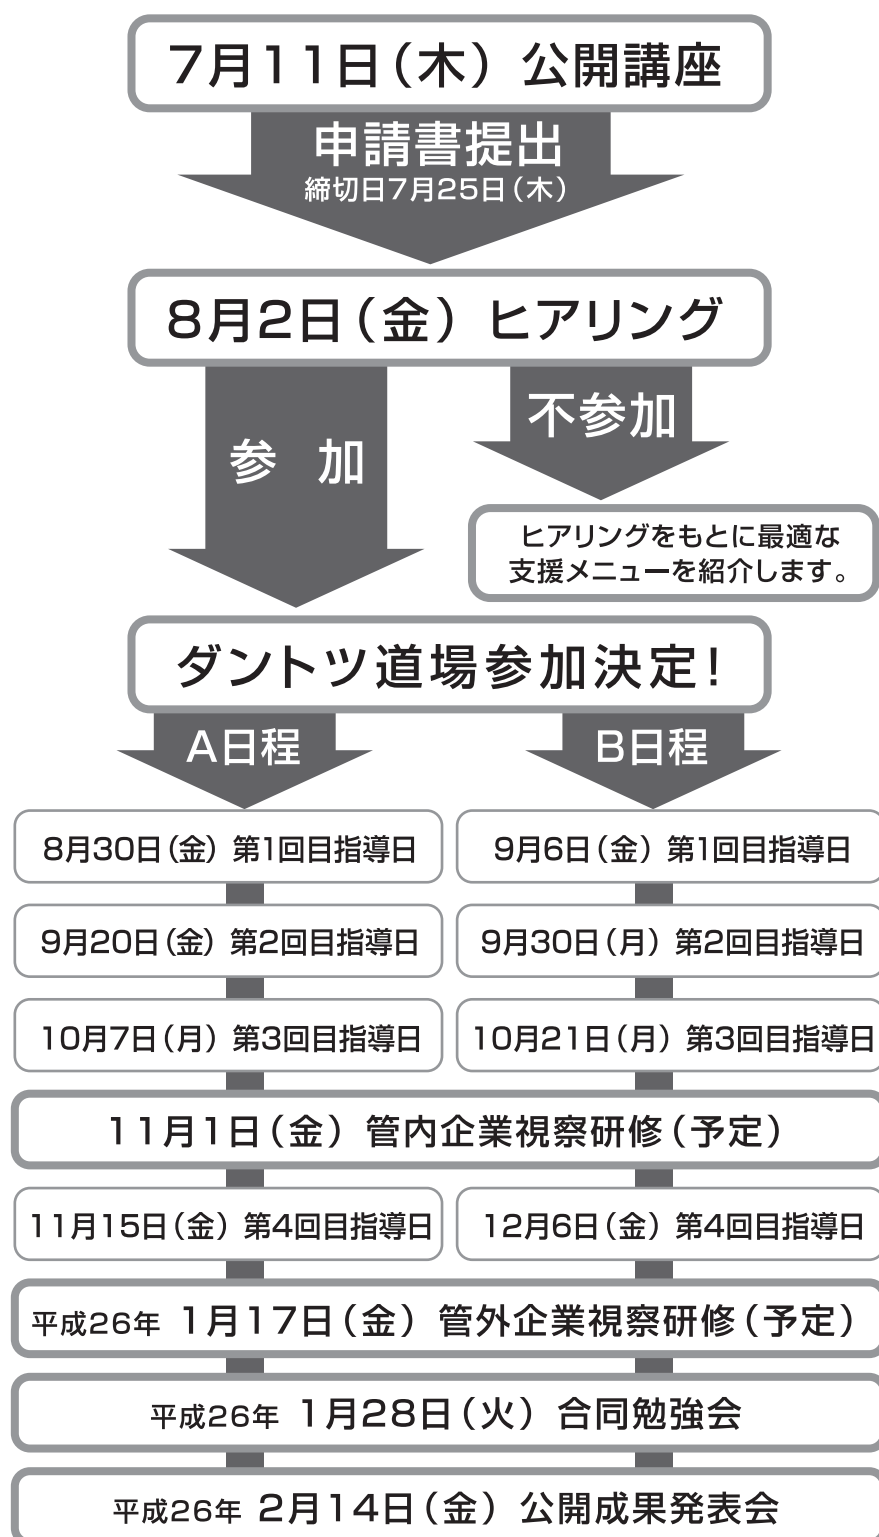 7月11日（木）公開講座
申請書提出
締切日7月25日（木）
8月2日（金）ヒアリング
参 加
不参加
ヒアリングをもとに最適な
支援メニューを紹介します。
ダントツ道場参加決定！
A日程
B日程
8月30日（金）第1回目指導日
9月6日（金）第1回目指導日
9月20日（金）第2回目指導日
9月30日（月）第2回目指導日
10月7日（月）第3回目指導日
10月21日（月）第3回目指導日
11月1日（金）管内企業視察研修（予定）
11月15日（金）第4回目指導日
12月6日（金）第4回目指導日
平成26年 1月17日（金）管外企業視察研修（予定）
平成26年 1月28日（火）合同勉強会
平成26年 2月14日（金）公開成果発表会